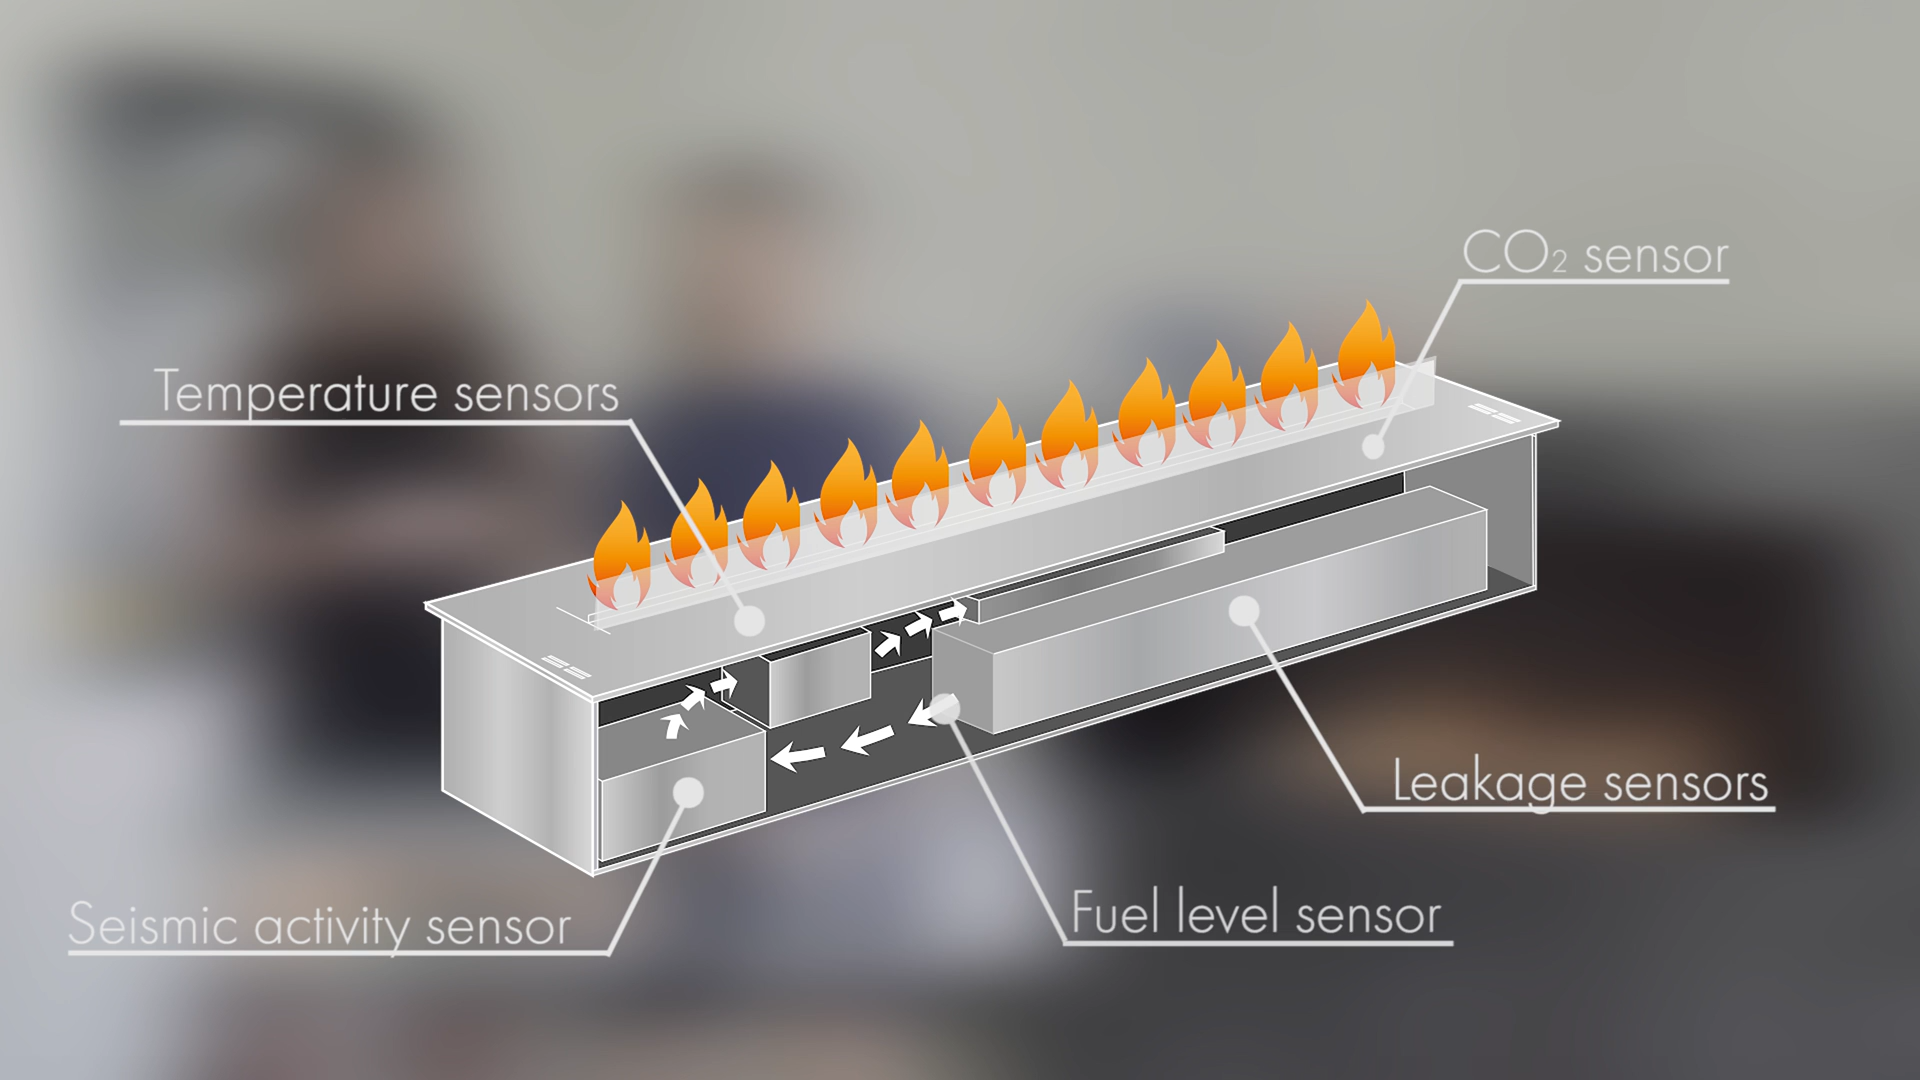 CO₂ sensor
Temperature sensors
Leakage sensors
Fuel level sensor
Seismic activity sensor